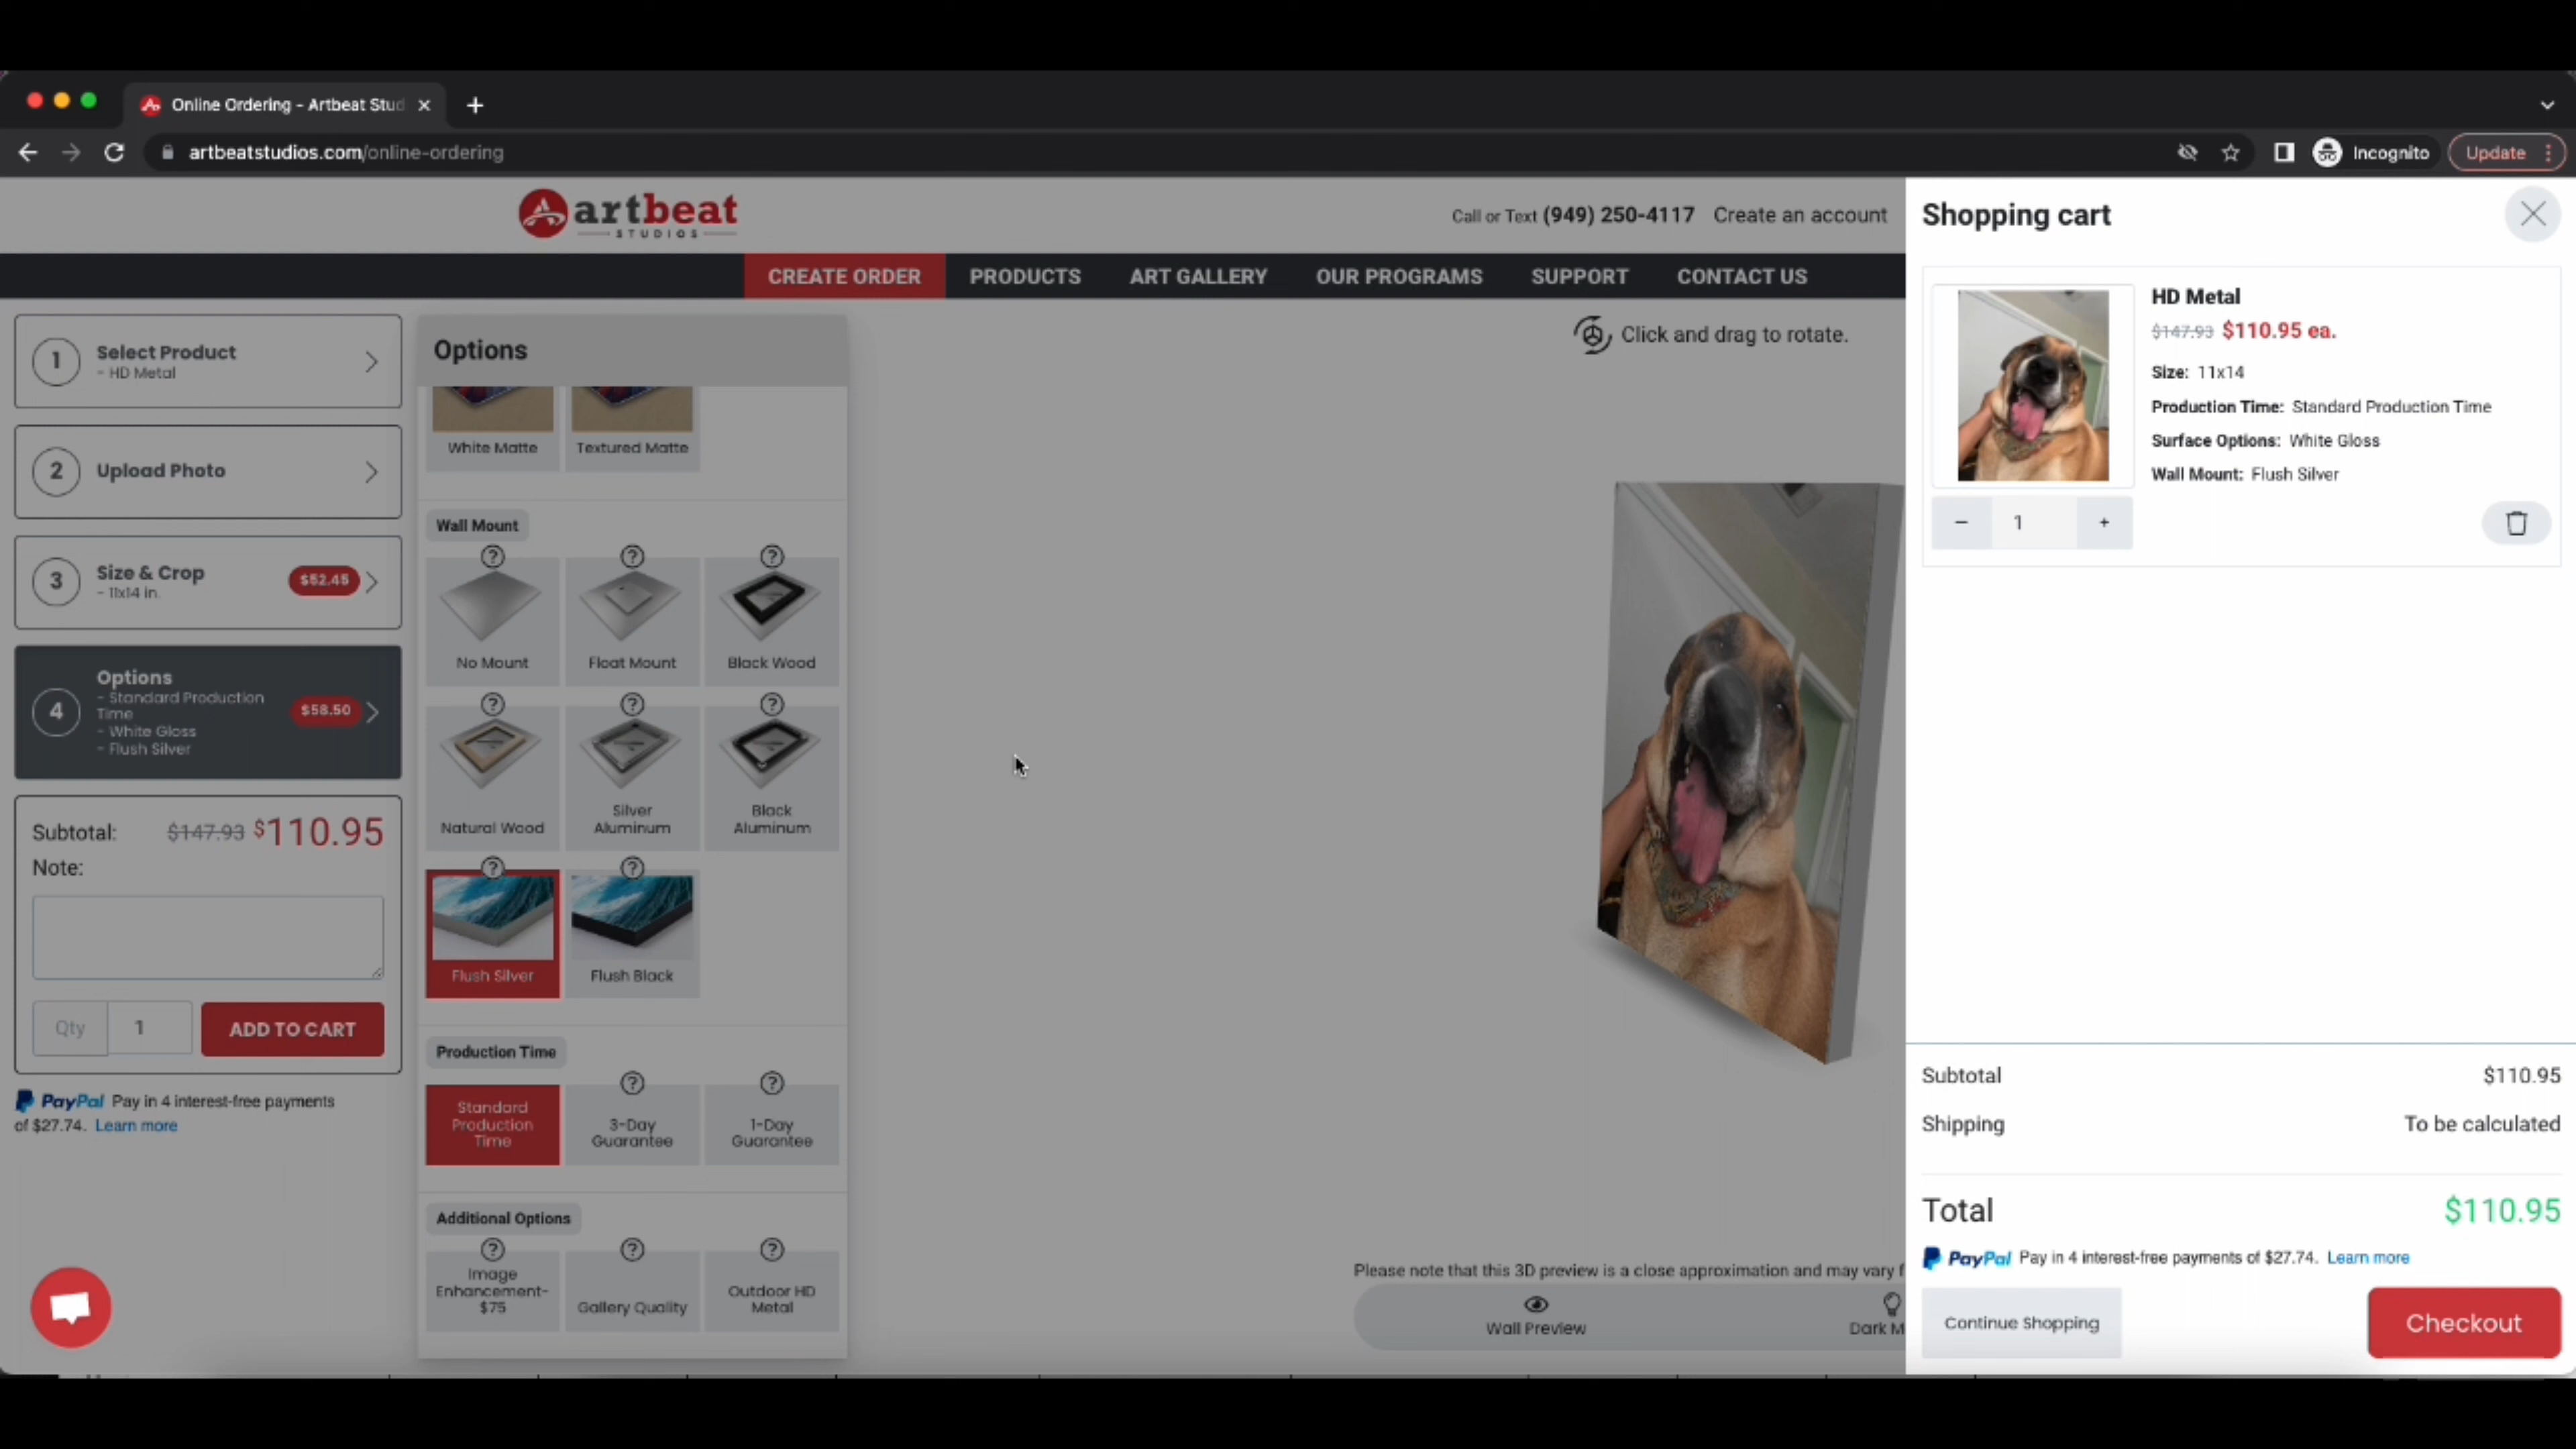 Online Ordering - Artbeat Stud
artbeatstudios.com/online-ordering
Incognito
Update
artbeat
STUDIOS
Call or Text (949) 250-4117 Create an account
CREATE ORDER PRODUCTS ART GALLERY OUR PROGRAMS SUPPORT CONTACT US
1 Select Product
- HD Metal
2 Upload Photo
3 Size & Crop
- 11x14 in.
$52.45
4 Options
- Standard Production
Time
- White Gloss
- Flush Silver
$58.50
Subtotal: $147.93 $110.95
Note:
Qty 1 ADD TO CART
PayPal Pay in 4 interest-free payments
of $27.74. Learn more
Options
White Matte
Textured Matte
Wall Mount
No Mount
Float Mount
Black Wood
Natural Wood
Silver
Aluminum
Black
Aluminum
Flush Silver
Flush Black
Production Time
Standard
Production
Time
3-Day
Guarantee
1-Day
Guarantee
Additional Options
Image
Enhancement-
$75
Gallery Quality
Outdoor HD
Metal
Click and drag to rotate.
Please note that this 3D preview is a close approximation and may vary f
Wall Preview
Dark M
Shopping cart
HD Metal
$147.93 $110.95 ea.
Size: 11x14
Production Time: Standard Production Time
Surface Options: White Gloss
Wall Mount: Flush Silver
− 1 +
Subtotal $110.95
Shipping To be calculated
Total $110.95
PayPal Pay in 4 interest-free payments of $27.74. Learn more
Continue Shopping
Checkout